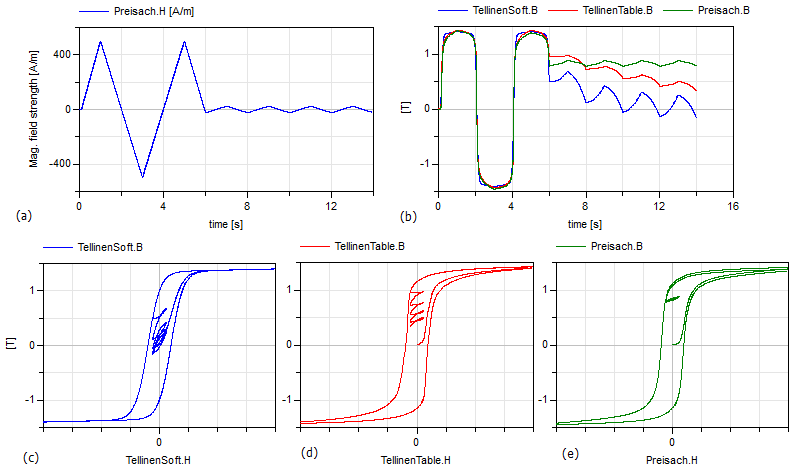 Preisach.H [A/m]
400
0
-400
Mag. field strength [A/m]
0 4 8 12
time [s]
(a)
TellinenSoft.B TellinenTable.B Preisach.B
1
0
-1
[T]
0 4 8 12 16
time [s]
(b)
TellinenSoft.B
1
0
-1
[T]
0
TellinenSoft.H
(c)
TellinenTable.B
1
0
-1
0
TellinenTable.H
(d)
Preisach.B
1
0
-1
0
Preisach.H
(e)